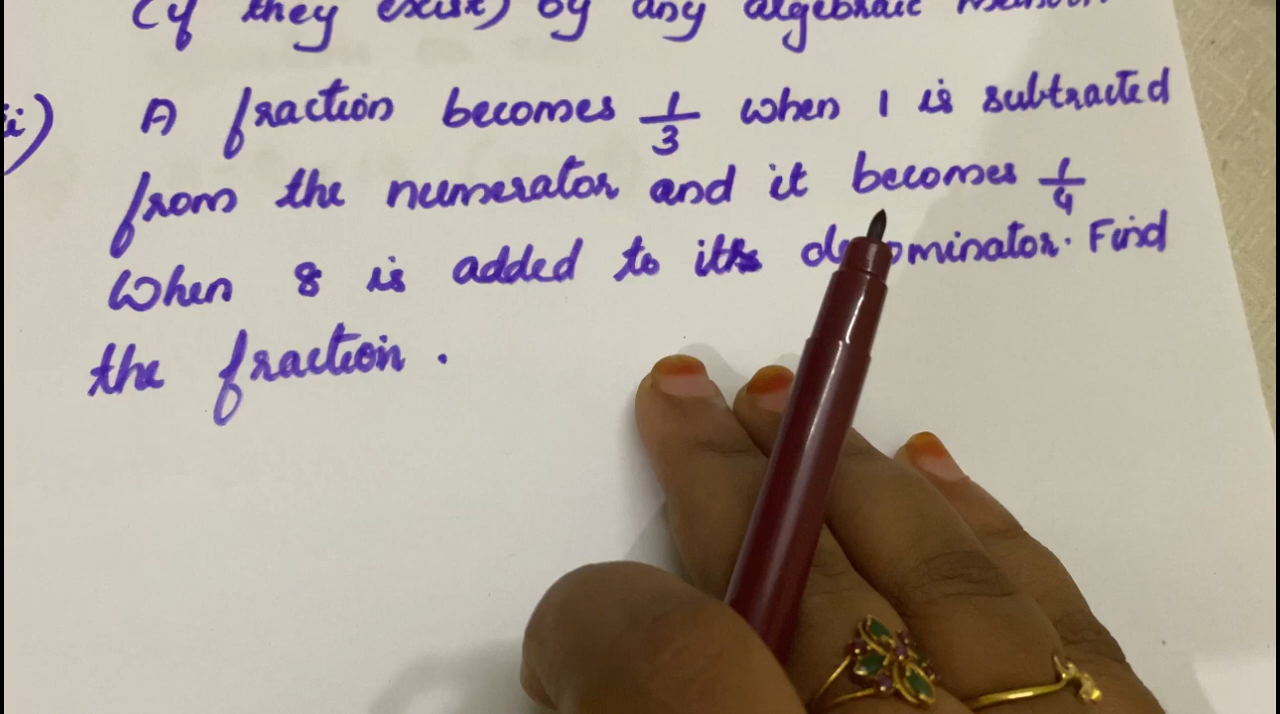 (if they exist) by any algebraic method.
ii) A fraction becomes 1/3 when 1 is subtracted
from the numerator and it becomes 1/4
when 8 is added to its denominator. Find
the fraction.